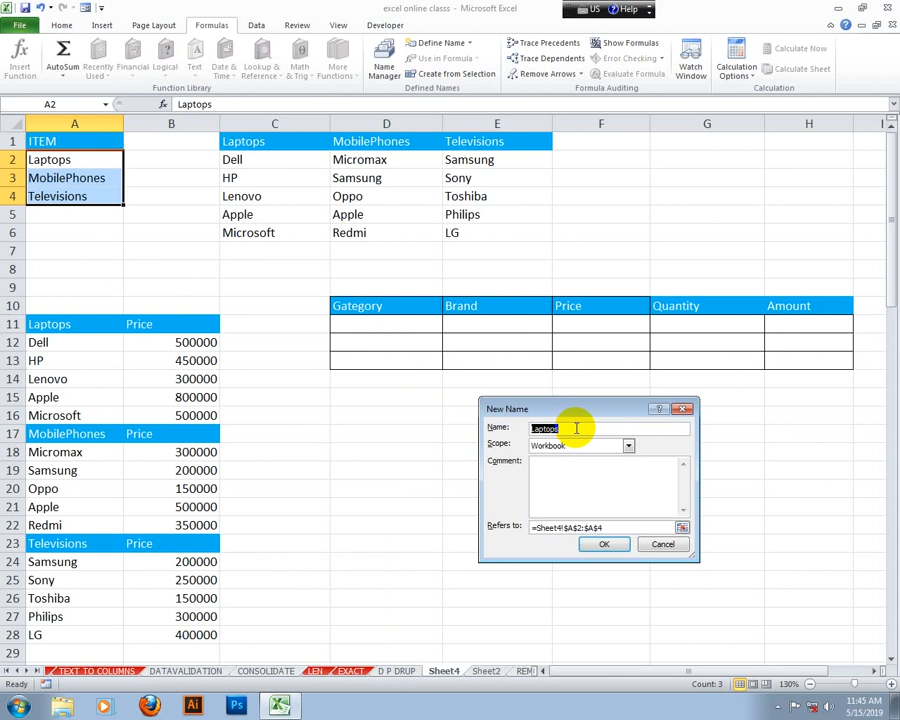 excel online classs - Microsoft Excel
US Help
File Home Insert Page Layout Formulas Data Review View Developer
Insert Function
AutoSum
Recently Used
Financial
Logical
Text
Date & Time
Lookup & Reference
Math & Trig
More Functions
Function Library
Name Manager
Define Name
Use in Formula
Create from Selection
Defined Names
Trace Precedents
Trace Dependents
Remove Arrows
Show Formulas
Error Checking
Evaluate Formula
Formula Auditing
Watch Window
Calculation Options
Calculate Now
Calculate Sheet
Calculation
A2 fx Laptops
A B C D E F G H I
1 ITEM Laptops MobilePhones Televisions
2 Laptops Dell Micromax Samsung
3 MobilePhones HP Samsung Sony
4 Televisions Lenovo Oppo Toshiba
5 Apple Apple Philips
6 Microsoft Redmi LG
7
8
9
10 Gategory Brand Price Quantity Amount
11 Laptops Price
12 Dell 500000
13 HP 450000
14 Lenovo 300000
15 Apple 800000
16 Microsoft 500000
17 MobilePhones Price
18 Micromax 300000
19 Samsung 200000
20 Oppo 150000
21 Apple 500000
22 Redmi 350000
23 Televisions Price
24 Samsung 200000
25 Sony 250000
26 Toshiba 150000
27 Philips 300000
28 LG 400000
29
New Name
Name: Laptops
Scope: Workbook
Comment:
Refers to: =Sheet4!$A$2:$A$4
OK Cancel
TEXT TO COLUMNS DATAVALIDATION CONSOLIDATE LEN EXACT D P DRUP Sheet4 Sheet2 REM
Ready Count: 3 130%
Ai Ps
11:45 AM
5/15/2019